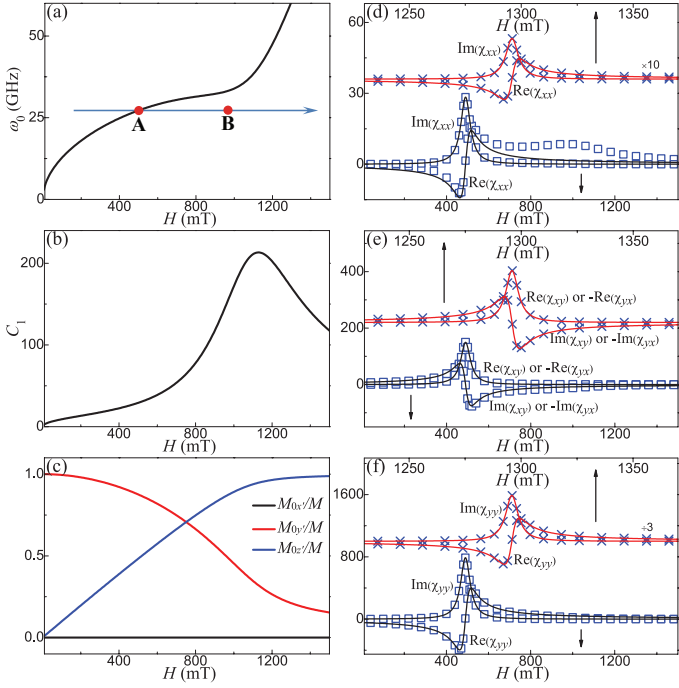 (a)
60
50
25
0
ω₀ (GHz)
A
B
400
800
1200
H (mT)
(b)
200
100
0
C₁
400
800
1200
H (mT)
(c)
1.0
0.5
0.0
M₀ₓ'/M
M₀y'/M
M₀z'/M
400
800
1200
H (mT)
(d)
1250
1300
1350
H (mT)
60
30
0
Im(χxx)
×10
Re(χxx)
Im(χxx)
Re(χxx)
400
800
1200
H (mT)
(e)
1250
1300
1350
H (mT)
400
200
0
Re(χxy) or -Re(χyx)
Im(χxy) or -Im(χyx)
Re(χxy) or -Re(χyx)
Im(χxy) or -Im(χyx)
400
800
1200
H (mT)
(f)
1250
1300
1350
H (mT)
1600
1000
400
0
-400
Im(χyy)
÷3
Re(χyy)
Im(χyy)
Re(χyy)
400
800
1200
H (mT)